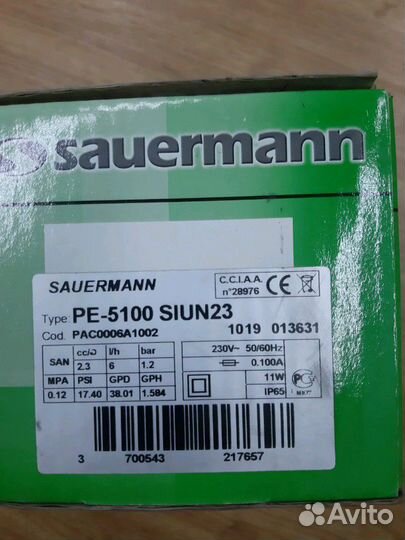 sauermann
SAUERMANN
C.C.I.A.A.
n°28976
CE
Type: PE-5100 SIUN23
Cod. PAC0006A1002
1019 013631
SAN cc/ l/h bar
2.3 6 1.2
MPA PSI GPD GPH
0.12 17.40 38.01 1.584
230V~ 50/60Hz
0.100A
11W
IP65
3 700543 217657
Avito